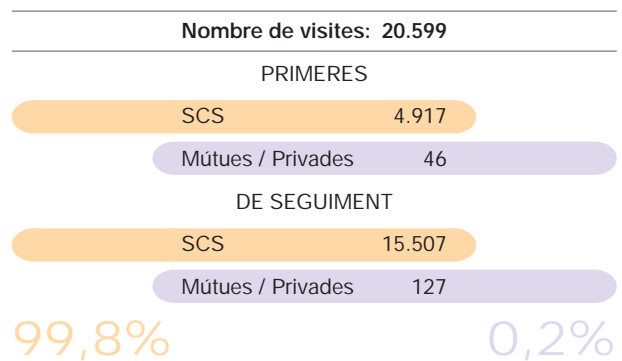 Nombre de visites: 20.599
PRIMERES
SCS 4.917
Mútues / Privades 46
DE SEGUIMENT
SCS 15.507
Mútues / Privades 127
99,8% 0,2%